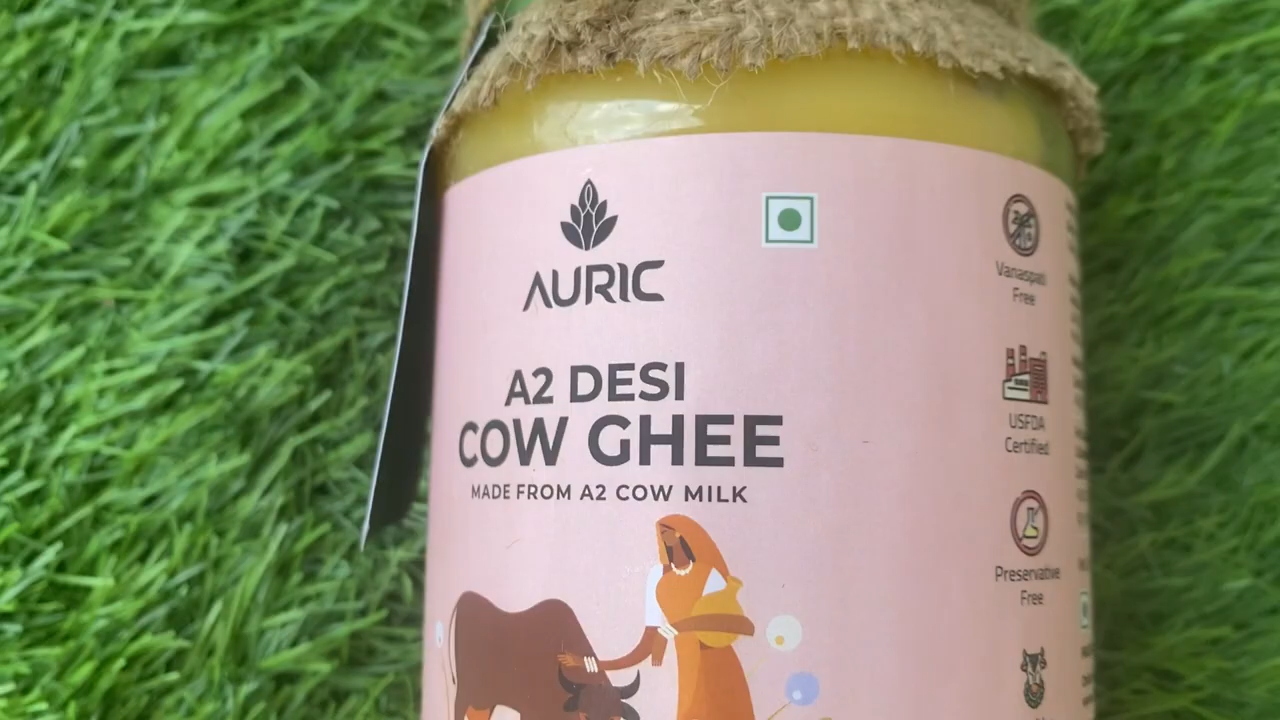 AURIC
A2 DESI
COW GHEE
MADE FROM A2 COW MILK
Vanaspati
Free
USFDA
Certified
Preservative
Free